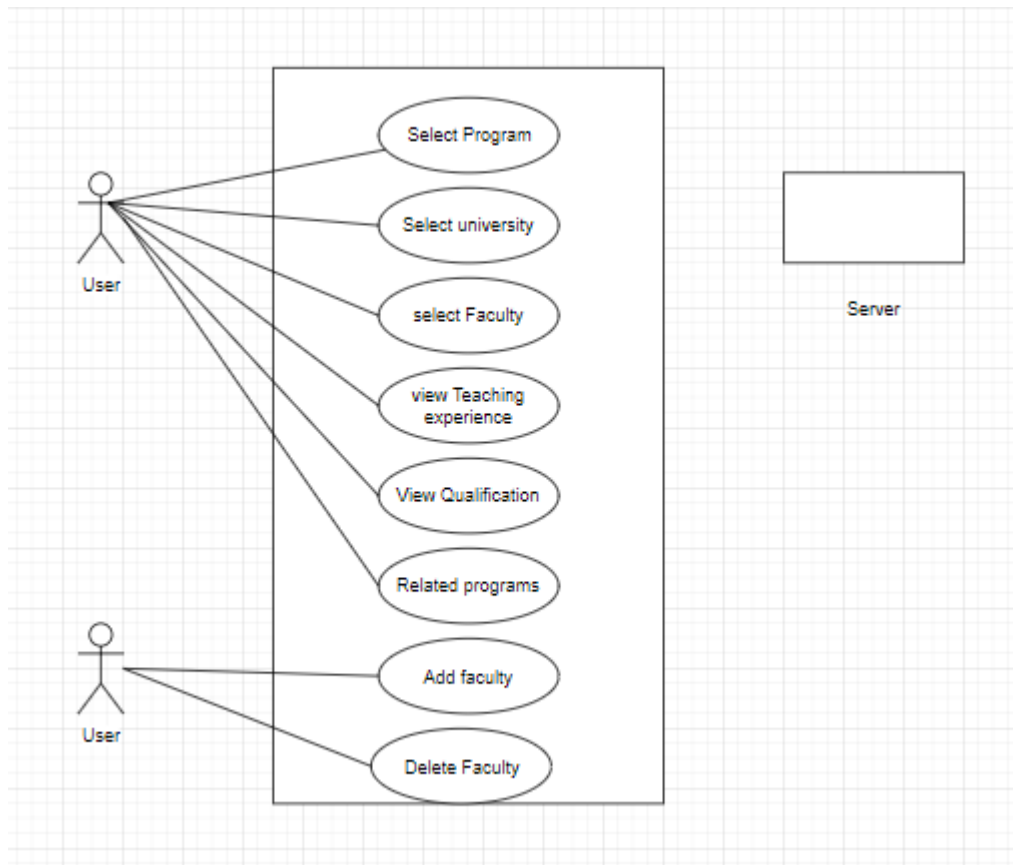 Select Program
Select university
User
select Faculty
Server
view Teaching
experience
View Qualification
Related programs
Add faculty
User
Delete Faculty